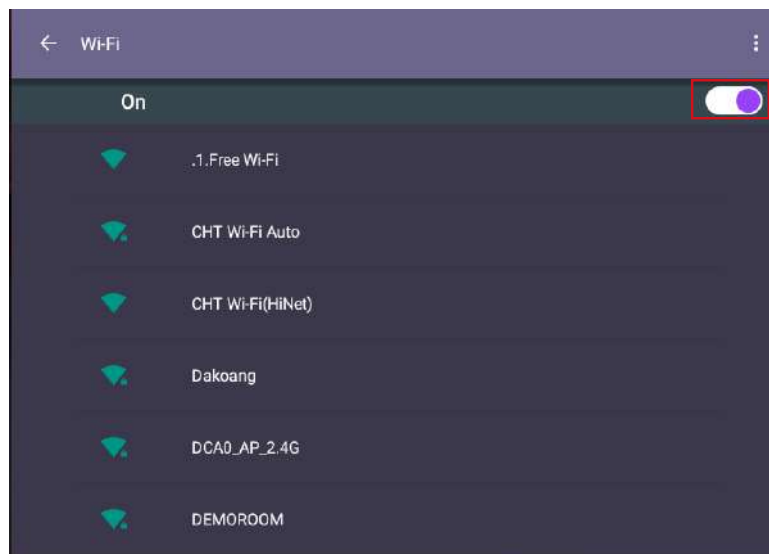 Wi-Fi
On
.1.Free Wi-Fi
CHT Wi-Fi Auto
CHT Wi-Fi(HiNet)
Dakoang
DCA0_AP_2.4G
DEMOROOM